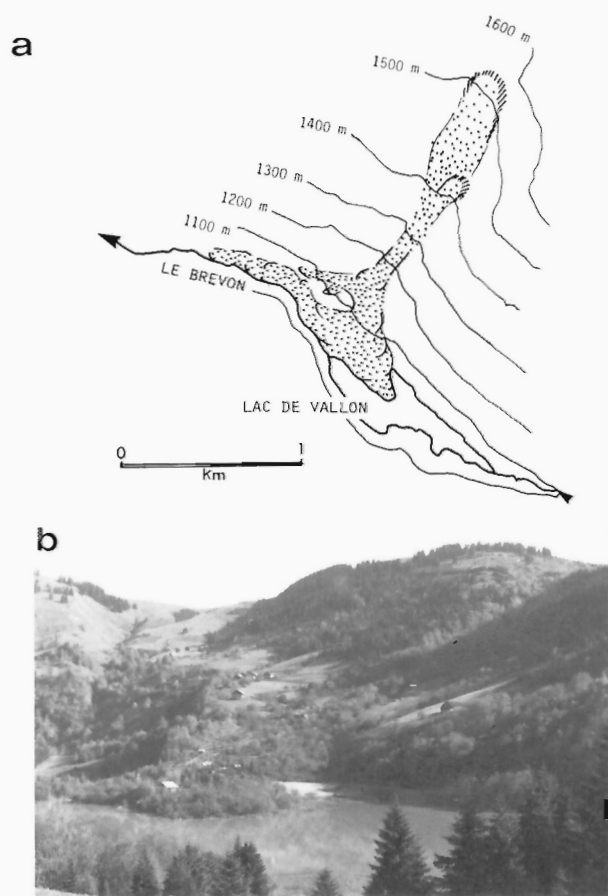 a
1600 m
1500 m
1400 m
1300 m
1200 m
1100 m
LE BREVON
LAC DE VALLON
0 1
Km
b